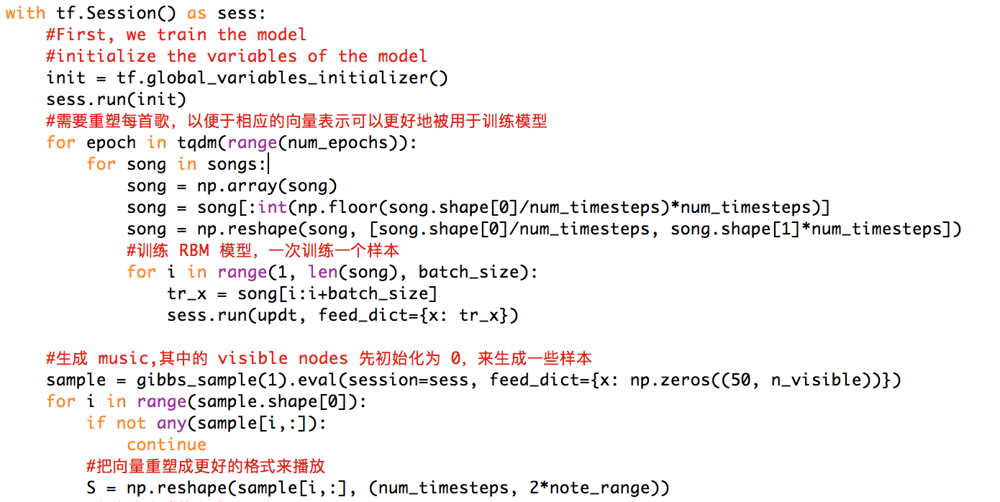 with tf.Session() as sess:
    #First, we train the model
    #initialize the variables of the model
    init = tf.global_variables_initializer()
    sess.run(init)
    #需要重塑每首歌，以便于相应的向量表示可以更好地被用于训练模型
    for epoch in tqdm(range(num_epochs)):
        for song in songs:
            song = np.array(song)
            song = song[:int(np.floor(song.shape[0]/num_timesteps)*num_timesteps)]
            song = np.reshape(song, [song.shape[0]/num_timesteps, song.shape[1]*num_timesteps])
            #训练 RBM 模型，一次训练一个样本
            for i in range(1, len(song), batch_size):
                tr_x = song[i:i+batch_size]
                sess.run(updt, feed_dict={x: tr_x})
    #生成 music,其中的 visible nodes 先初始化为 0，来生成一些样本
    sample = gibbs_sample(1).eval(session=sess, feed_dict={x: np.zeros((50, n_visible))})
    for i in range(sample.shape[0]):
        if not any(sample[i,:]):
            continue
        #把向量重塑成更好的格式来播放
        S = np.reshape(sample[i,:], (num_timesteps, 2*note_range))